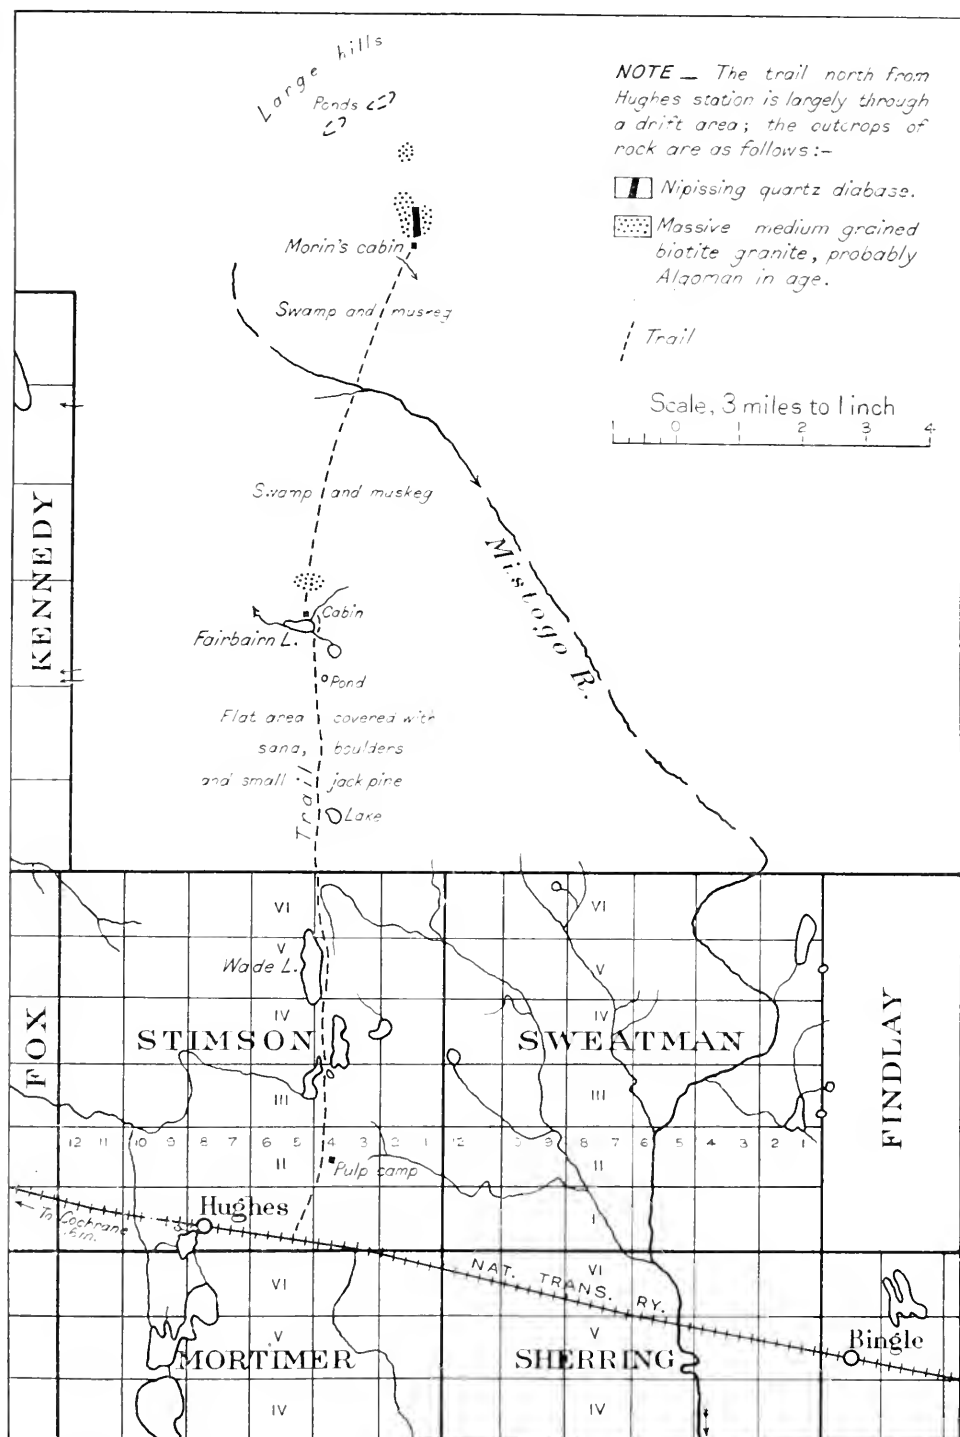 Large hills
Ponds
NOTE _ The trail north from
Hughes station is largely through
a drift area; the outcrops of
rock are as follows:-
Nipissing quartz diabase.
Massive medium grained
biotite granite, probably
Algoman in age.
Trail
Scale, 3 miles to 1 inch
1 0 1 2 4
Morin's cabin
Swamp and muskeg
Swamp and muskeg
KENNEDY
Mistogo R.
Cabin
Fairbairn L.
Pond
Flat area covered with
sand, boulders
and small jack pine
Trail
Lake
VI VI
V V
Wade L.
IV IV
FOX STIMSON SWEATMAN FINDLAY
III III
12 11 10 9 8 7 6 5 4 3 2 1 12 9 8 7 6 5 4 3 2 1
II II
Pulp camp
Hughes
I
To Cochrane
NAT. TRANS. RY.
VI VI
V V
Bingle
MORTIMER SHERRING
IV IV